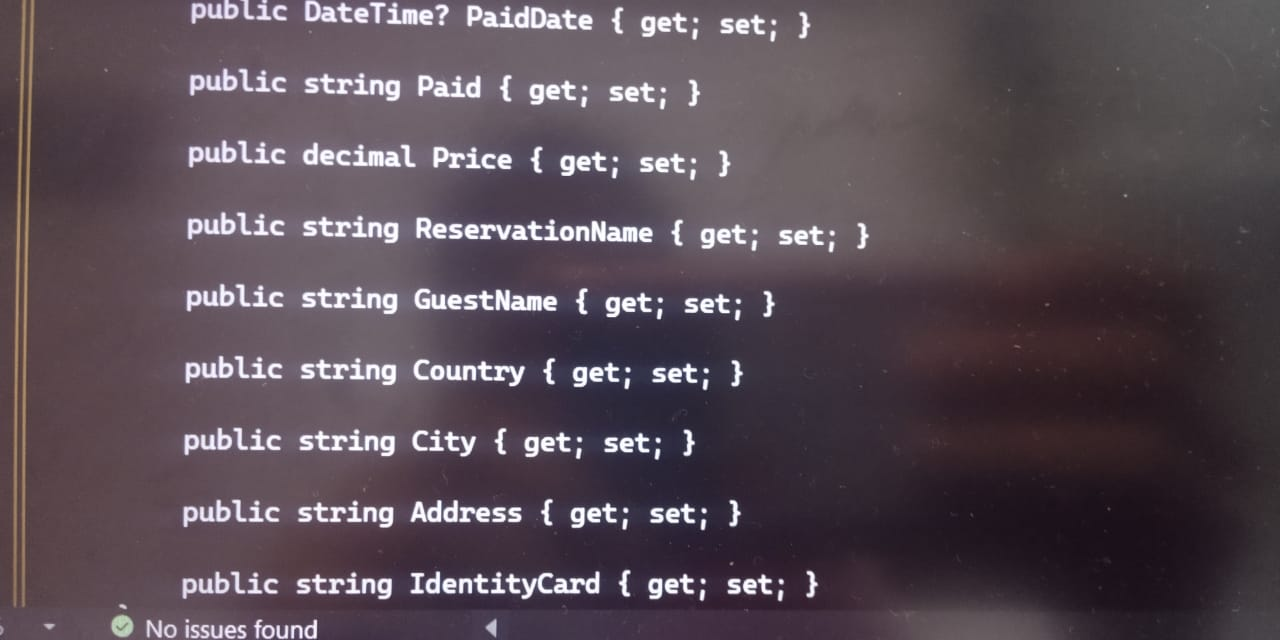 public DateTime? PaidDate { get; set; }
public string Paid { get; set; }
public decimal Price { get; set; }
public string ReservationName { get; set; }
public string GuestName { get; set; }
public string Country { get; set; }
public string City { get; set; }
public string Address { get; set; }
public string IdentityCard { get; set; }
No issues found